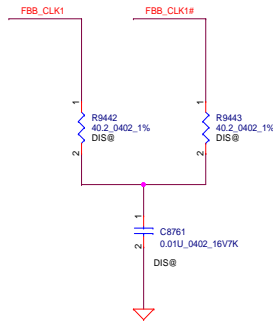 FBB_CLK1 FBB_CLK1#
1 1
R9442 R9443
40.2_0402_1% 40.2_0402_1%
DIS@ DIS@
2 2
1
C8761
0.01U_0402_16V7K
2
DIS@